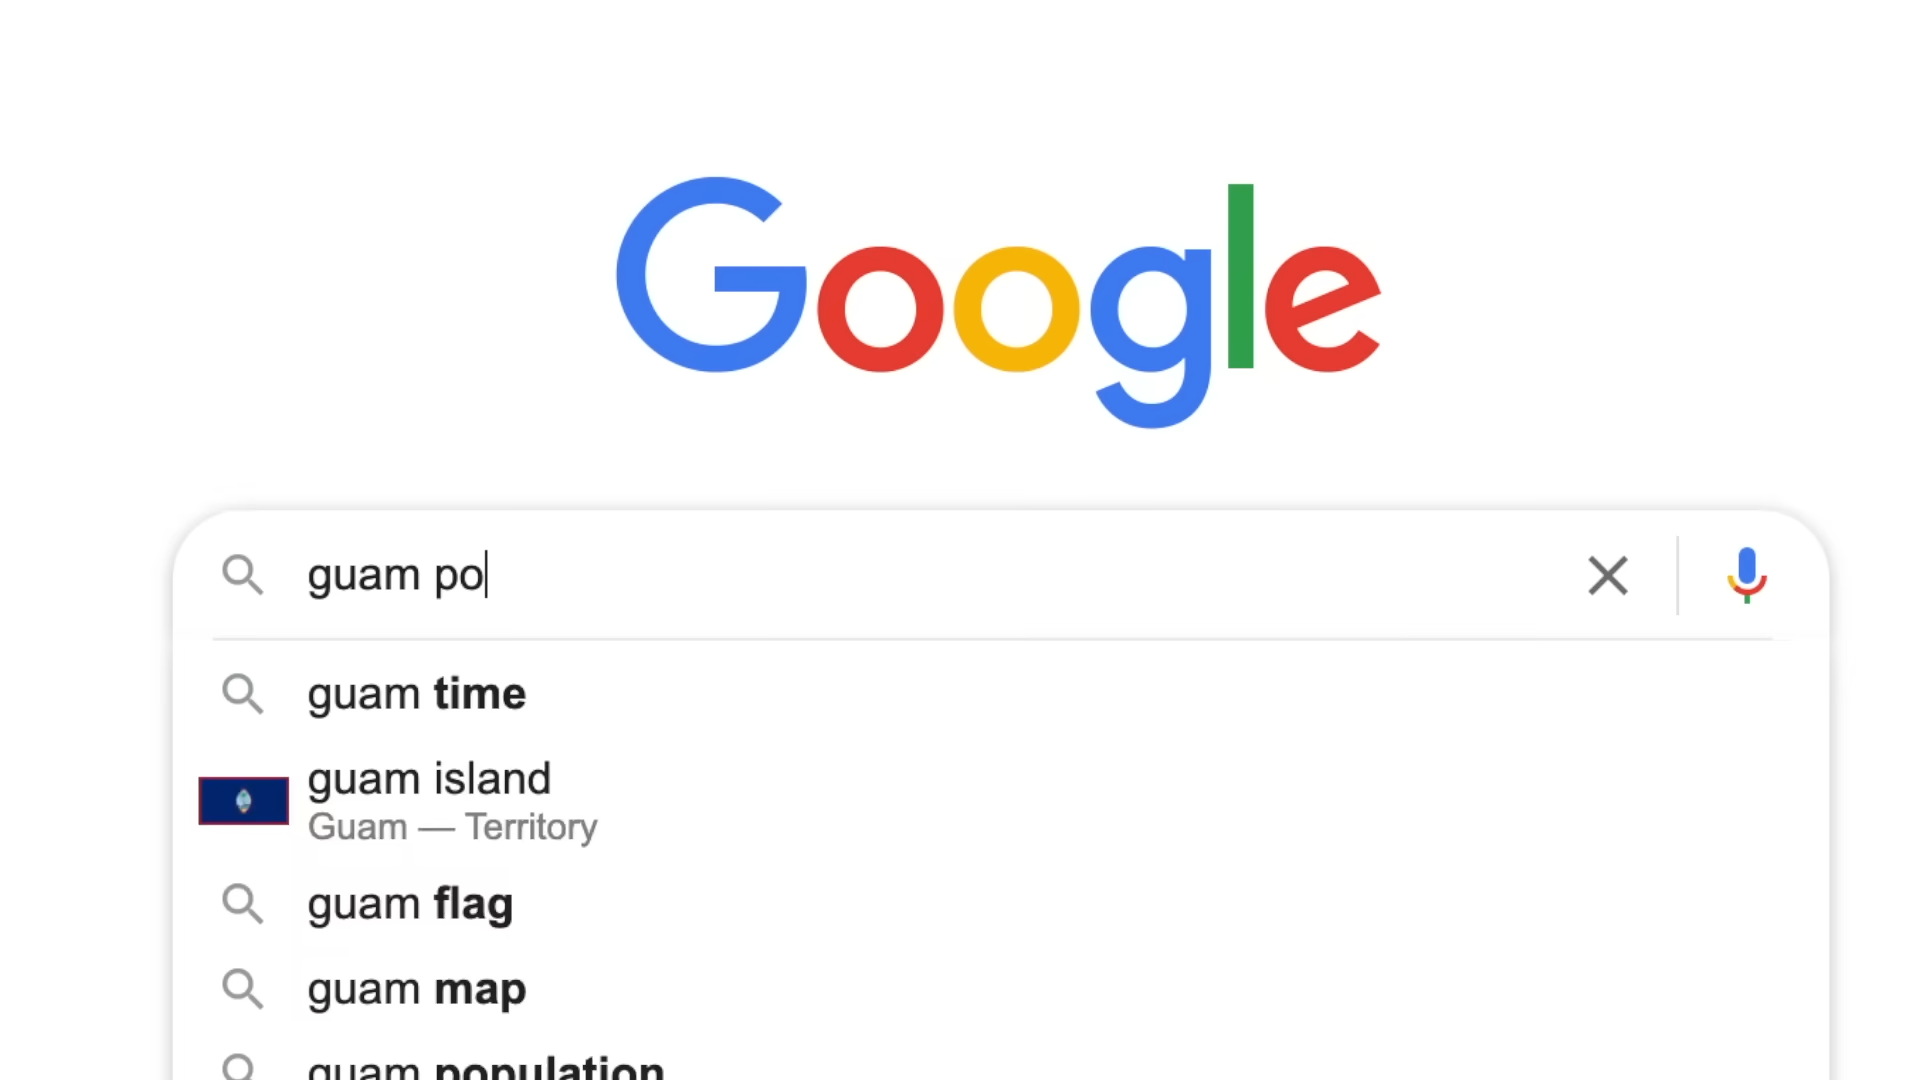 Google
guam po
guam time
guam island
Guam — Territory
guam flag
guam map
guam population